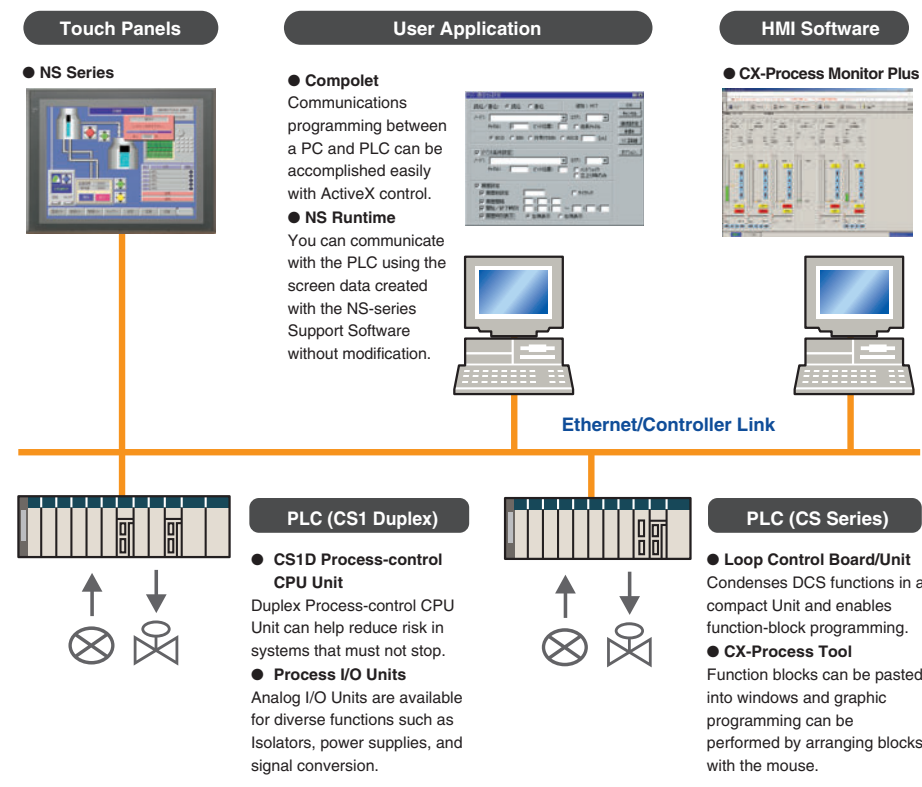 Touch Panels
User Application
HMI Software
● NS Series
● Compolet
Communications
programming between
a PC and PLC can be
accomplished easily
with ActiveX control.
● NS Runtime
You can communicate
with the PLC using the
screen data created
with the NS-series
Support Software
without modification.
● CX-Process Monitor Plus
Ethernet/Controller Link
PLC (CS1 Duplex)
● CS1D Process-control
CPU Unit
Duplex Process-control CPU
Unit can help reduce risk in
systems that must not stop.
● Process I/O Units
Analog I/O Units are available
for diverse functions such as
Isolators, power supplies, and
signal conversion.
PLC (CS Series)
● Loop Control Board/Unit
Condenses DCS functions in a
compact Unit and enables
function-block programming.
● CX-Process Tool
Function blocks can be pasted
into windows and graphic
programming can be
performed by arranging blocks
with the mouse.